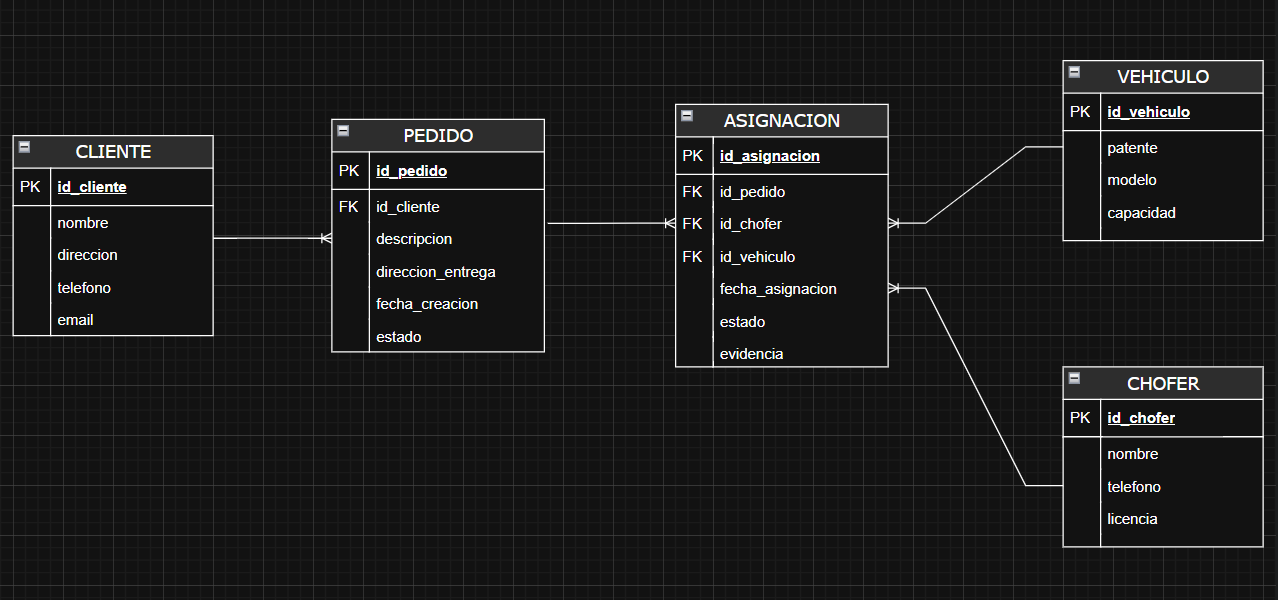 CLIENTE
PK id_cliente
nombre
direccion
telefono
email
PEDIDO
PK id_pedido
FK id_cliente
descripcion
direccion_entrega
fecha_creacion
estado
ASIGNACION
PK id_asignacion
FK id_pedido
FK id_chofer
FK id_vehiculo
fecha_asignacion
estado
evidencia
VEHICULO
PK id_vehiculo
patente
modelo
capacidad
CHOFER
PK id_chofer
nombre
telefono
licencia